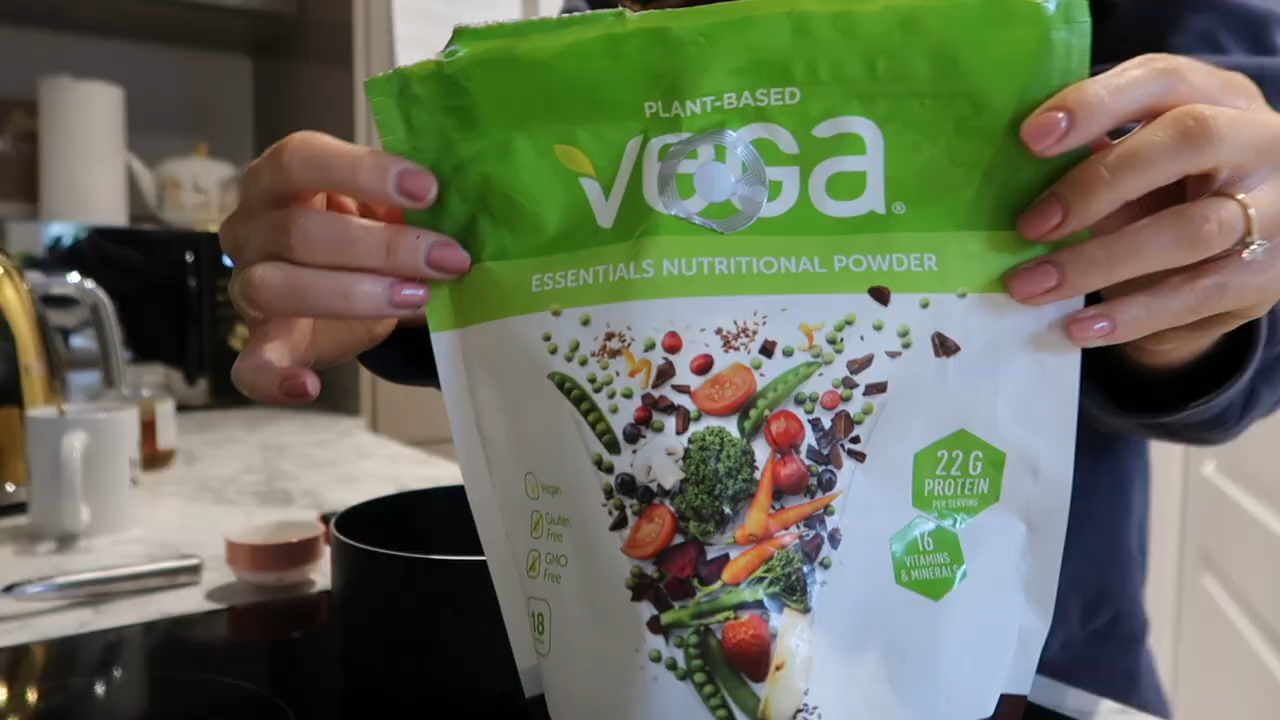 PLANT-BASED
vega®
ESSENTIALS NUTRITIONAL POWDER
22 G
PROTEIN
PER SERVING
16
VITAMINS
& MINERALS
Vegan
Gluten
Free
GMO
Free
18